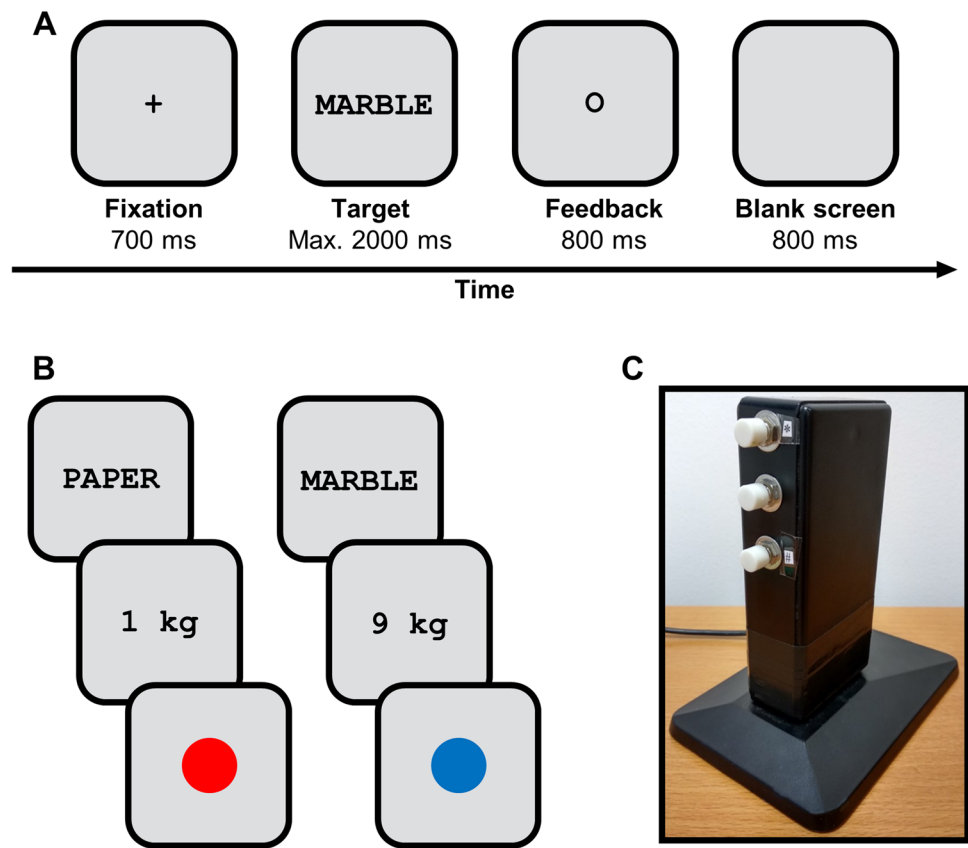 A
+
MARBLE
O
Fixation
700 ms
Target
Max. 2000 ms
Feedback
800 ms
Blank screen
800 ms
Time
B
PAPER
MARBLE
1 kg
9 kg
C
*
#